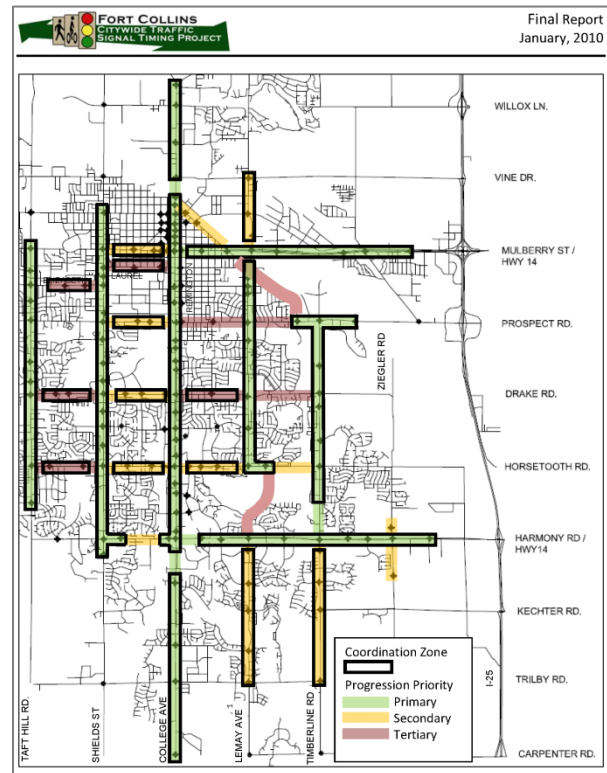 FORT COLLINS
CITYWIDE TRAFFIC
SIGNAL TIMING PROJECT
Final Report
January, 2010
WILLOX LN.
VINE DR.
MULBERRY ST /
HWY 14
LAUREL
REMINGTON
PROSPECT RD.
ZIEGLER RD
DRAKE RD.
HORSETOOTH RD.
HARMONY RD /
HWY14
KECHTER RD.
TRILBY RD.
CARPENTER RD.
TAFT HILL RD.
SHIELDS ST
COLLEGE AVE
LEMAY AVE
TIMBERLINE RD.
I-25
Coordination Zone
Progression Priority
Primary
Secondary
Tertiary